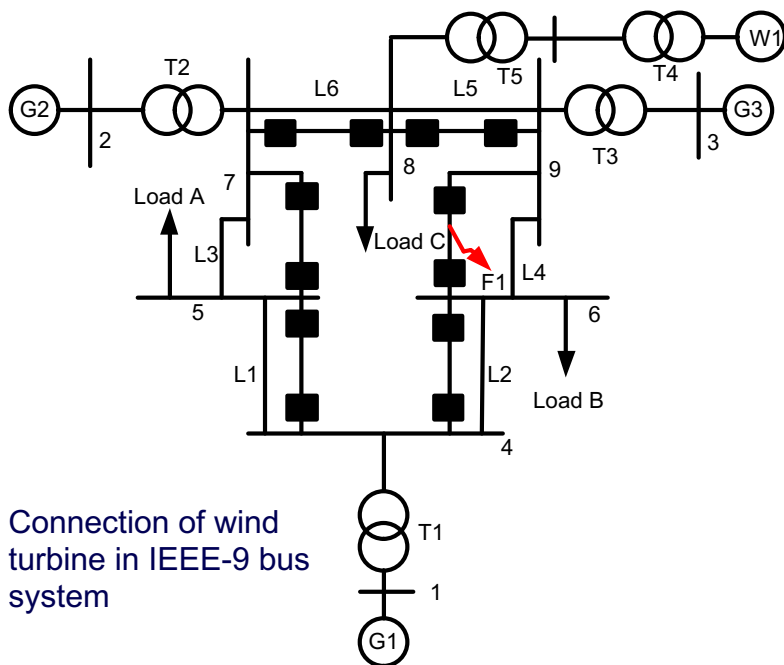 W1
T5
T4
T2
L6
L5
G2
G3
2
T3
3
8
7
9
Load A
Load C
L3
F1
L4
5
6
L1
L2
Load B
4
Connection of wind
turbine in IEEE-9 bus
system
T1
1
G1